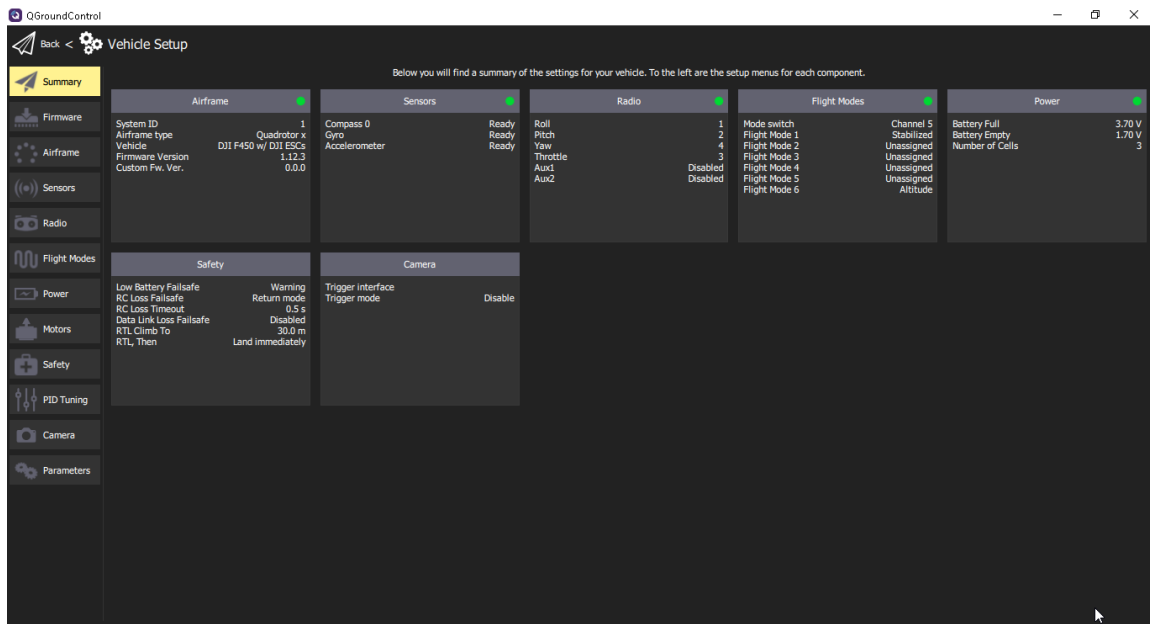 QGroundControl
Back < Vehicle Setup
Below you will find a summary of the settings for your vehicle. To the left are the setup menus for each component.
Summary
Firmware
Airframe
Sensors
Radio
Flight Modes
Power
Motors
Safety
PID Tuning
Camera
Parameters
Airframe
System ID 1
Airframe type Quadrotor x
Vehicle DJI F450 w/ DJI ESCs
Firmware Version 1.12.3
Custom Fw. Ver. 0.0.0
Sensors
Compass 0 Ready
Gyro Ready
Accelerometer Ready
Radio
Roll 1
Pitch 2
Yaw 4
Throttle 3
Aux1 Disabled
Aux2 Disabled
Flight Modes
Mode switch Channel 5
Flight Mode 1 Stabilized
Flight Mode 2 Unassigned
Flight Mode 3 Unassigned
Flight Mode 4 Unassigned
Flight Mode 5 Unassigned
Flight Mode 6 Altitude
Power
Battery Full 3.70 V
Battery Empty 1.70 V
Number of Cells 3
Safety
Low Battery Failsafe Warning
RC Loss Failsafe Return mode
RC Loss Timeout 0.5 s
Data Link Loss Failsafe Disabled
RTL Climb To 30.0 m
RTL, Then Land immediately
Camera
Trigger interface
Trigger mode Disable